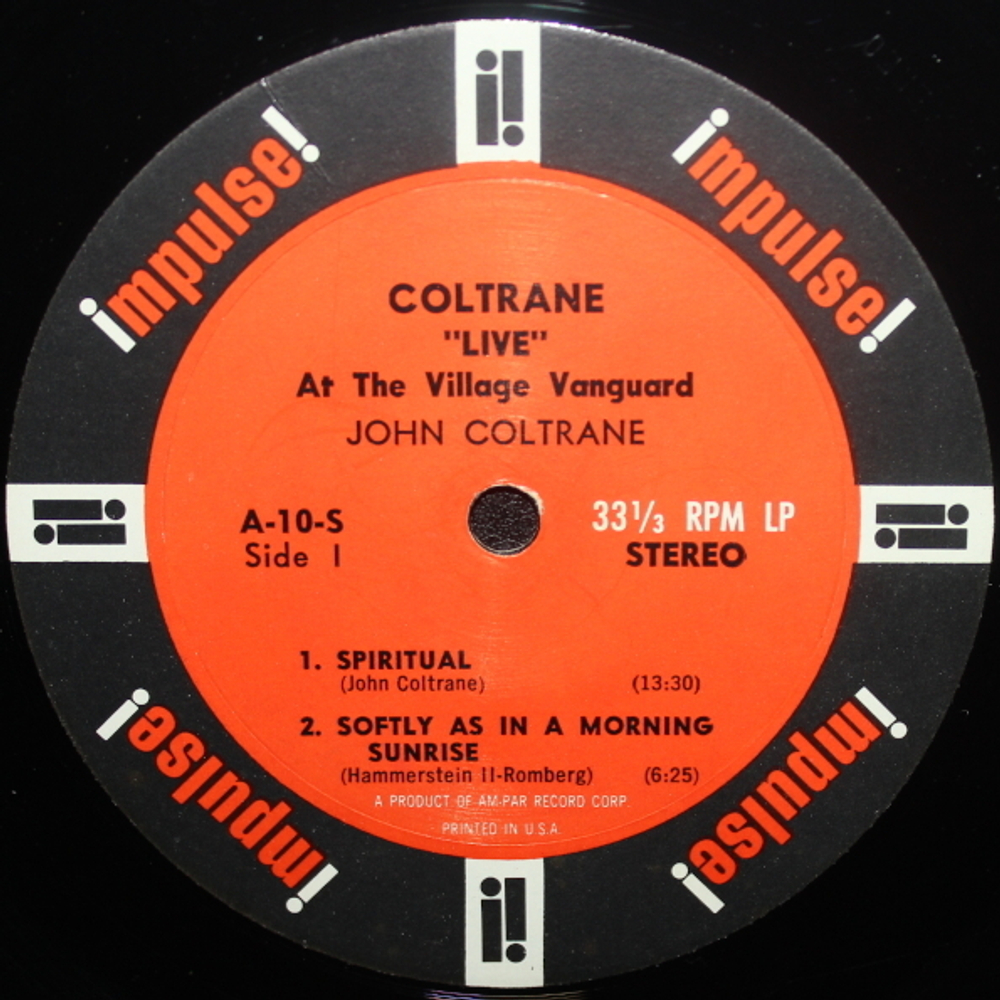 impulse!
impulse!
COLTRANE
"LIVE"
At The Village Vanguard
JOHN COLTRANE
A-10-S
Side 1
33 1/3 RPM LP
STEREO
1. SPIRITUAL
(John Coltrane) (13:30)
2. SOFTLY AS IN A MORNING
SUNRISE
(Hammerstein II-Romberg) (6:25)
A PRODUCT OF AM-PAR RECORD CORP.
PRINTED IN U.S.A.
impulse!
impulse!